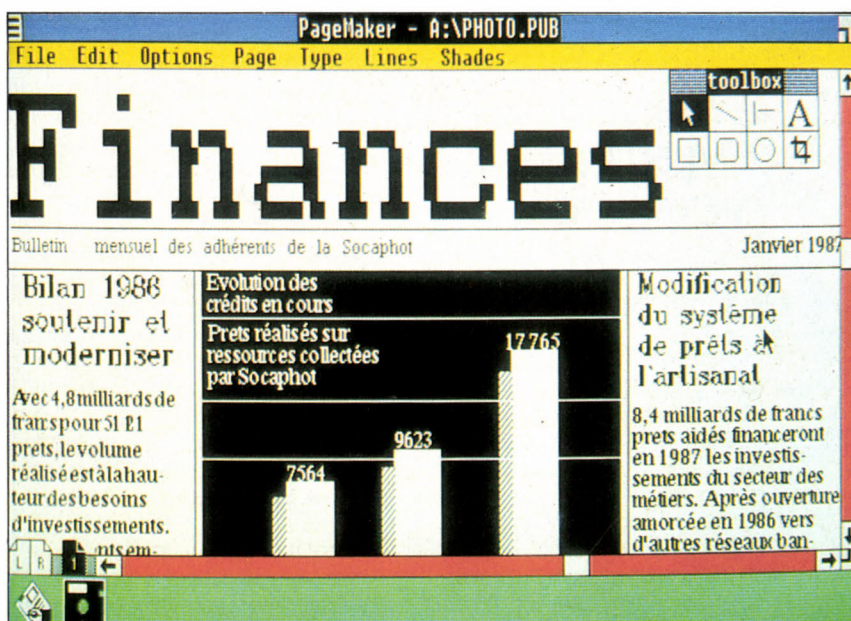 PageMaker - A:\PHOTO.PUB
File Edit Options Page Type Lines Shades
toolbox
A
Finances
Bulletin mensuel des adhérents de la Socaphot
Janvier 1987
Bilan 1986
soutenir et
moderniser
Avec 4,8 milliards de
francs pour 51
prets, le volume
réalisé est à la hau-
teur des besoins
d'investissements.
Evolution des
crédits en cours
Prets réalisés sur
ressources collectées
par Socaphot
7564
9623
17 765
Modification
du système
de prêts à
l'artisanat
8,4 milliards de francs
prets aidés financeront
en 1987 les investis-
sements du secteur des
métiers. Après ouverture
amorcée en 1986 vers
d'autres réseaux ban-
L R 1